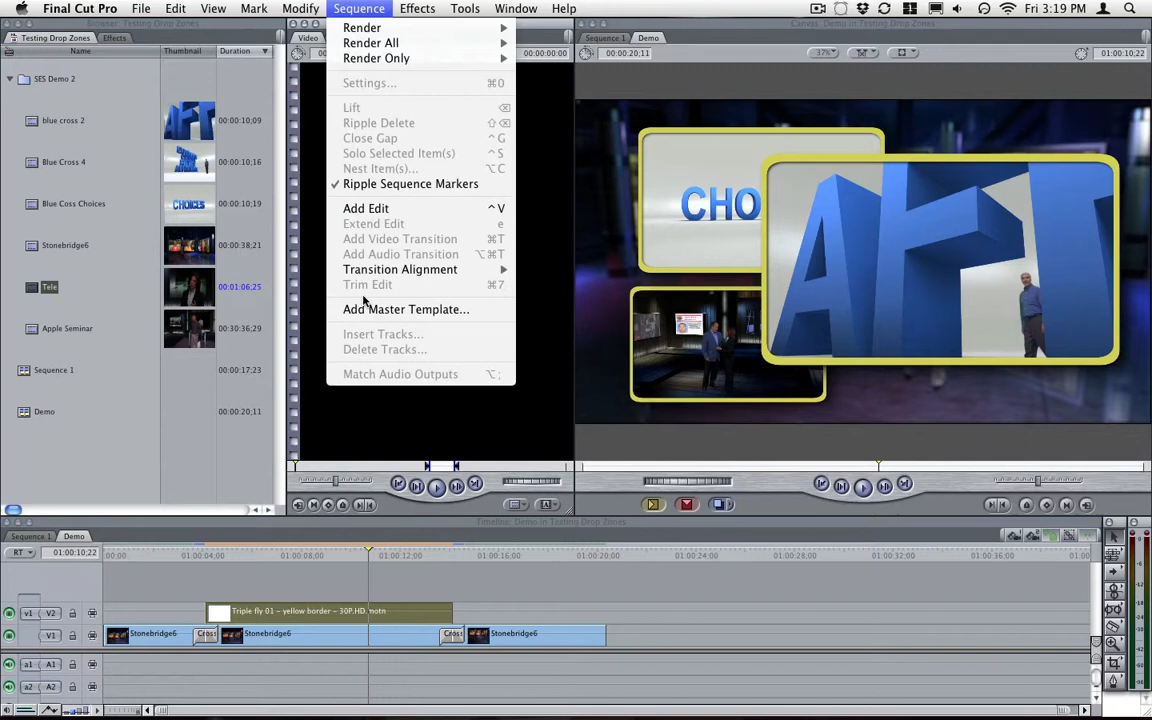 Final Cut Pro File Edit View Mark Modify Sequence Effects Tools Window Help Fri 3:19 PM
Browser: Testing Drop Zones
Testing Drop Zones Effects
Name Thumbnail Duration
SES Demo 2
blue cross 2 00:00:10;09
Blue Cross 4 00:00:10;16
Blue Coss Choices 00:00:10;19
Stonebridge6 00:00:38;21
Tele 00:01:06;25
Apple Seminar 00:30:36;29
Sequence 1 00:00:17;23
Demo 00:00:20;11
Video
00:00:00;00
Render
Render All
Render Only
Settings... ⌘0
Lift ⌫
Ripple Delete ⇧⌫
Close Gap ^G
Solo Selected Item(s) ^S
Nest Item(s)... ⌥C
✓ Ripple Sequence Markers
Add Edit ^V
Extend Edit e
Add Video Transition ⌘T
Add Audio Transition ⌥⌘T
Transition Alignment
Trim Edit ⌘7
Add Master Template...
Insert Tracks...
Delete Tracks...
Match Audio Outputs ⌥;
Canvas: Demo in Testing Drop Zones
Sequence 1 Demo
00:00:20;11 37% 01:00:10;22
CHO
AFT
Timeline: Demo in Testing Drop Zones
Sequence 1 Demo
RT 01:00:10;22 00:00 01:00:04;00 01:00:08;00 01:00:12;00 01:00:16;00 01:00:20;00 01:00:24;00 01:00:28;00 01:00:32;00 01:00:36;00 01:00
v1 V2 Triple fly 01 - yellow border - 30P.HD.motn
V1 Stonebridge6 Cross Stonebridge6 Cross Stonebridge6
a1 A1
a2 A2